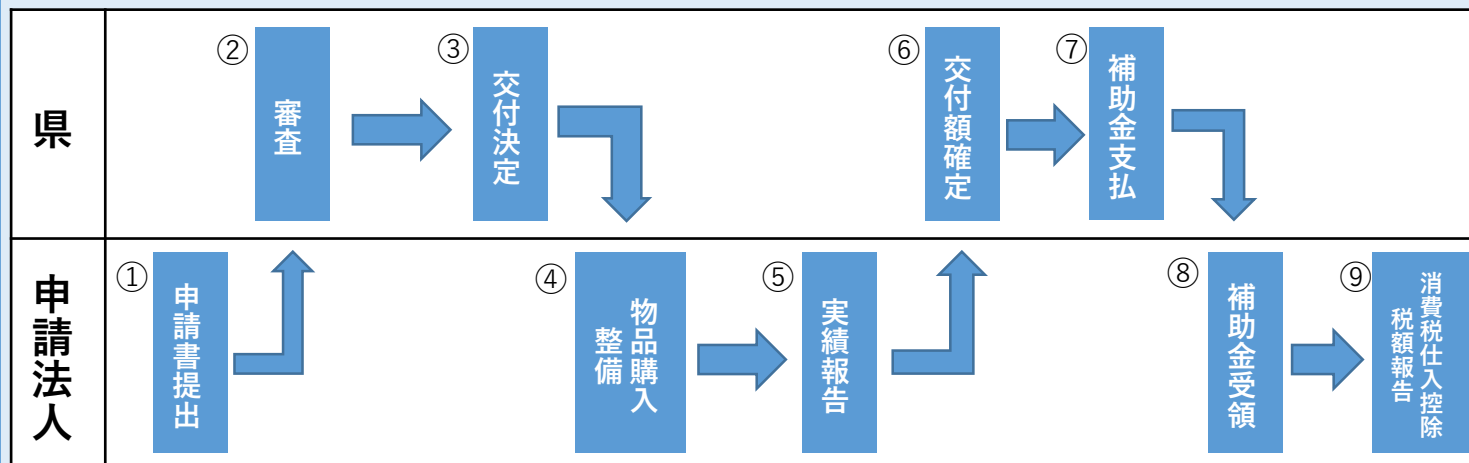 県
②
審査
③
交付決定
⑥
交付額確定
⑦
補助金支払
申請法人
①
申請書提出
④
物品購入
整備
⑤
実績報告
⑧
補助金受領
⑨
消費税仕入控除
税額報告